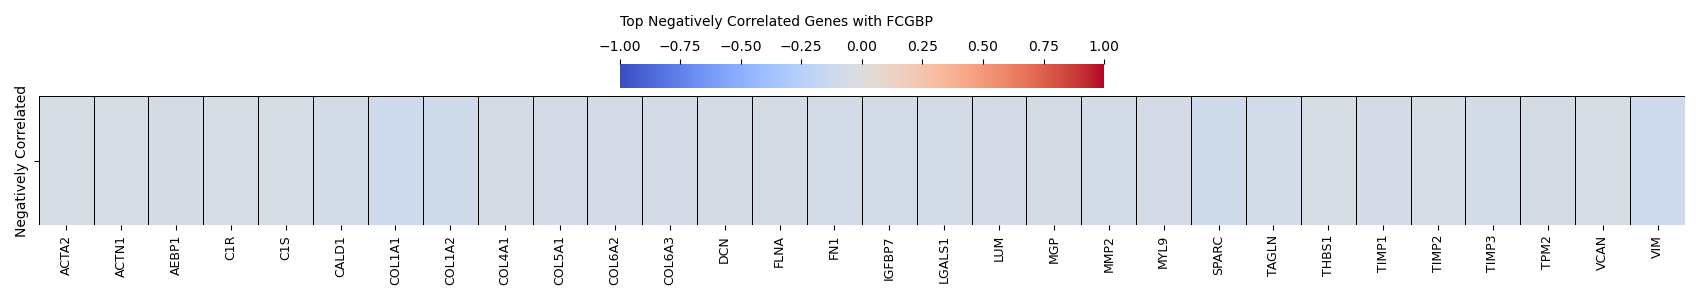 Top Negatively Correlated Genes with FCGBP
−1.00 −0.75 −0.50 −0.25 0.00 0.25 0.50 0.75 1.00
Negatively Correlated
ACTA2 ACTN1 AEBP1 C1R C1S CALD1 COL1A1 COL1A2 COL4A1 COL5A1 COL6A2 COL6A3 DCN FLNA FN1 IGFBP7 LGALS1 LUM MGP MMP2 MYL9 SPARC TAGLN THBS1 TIMP1 TIMP2 TIMP3 TPM2 VCAN VIM